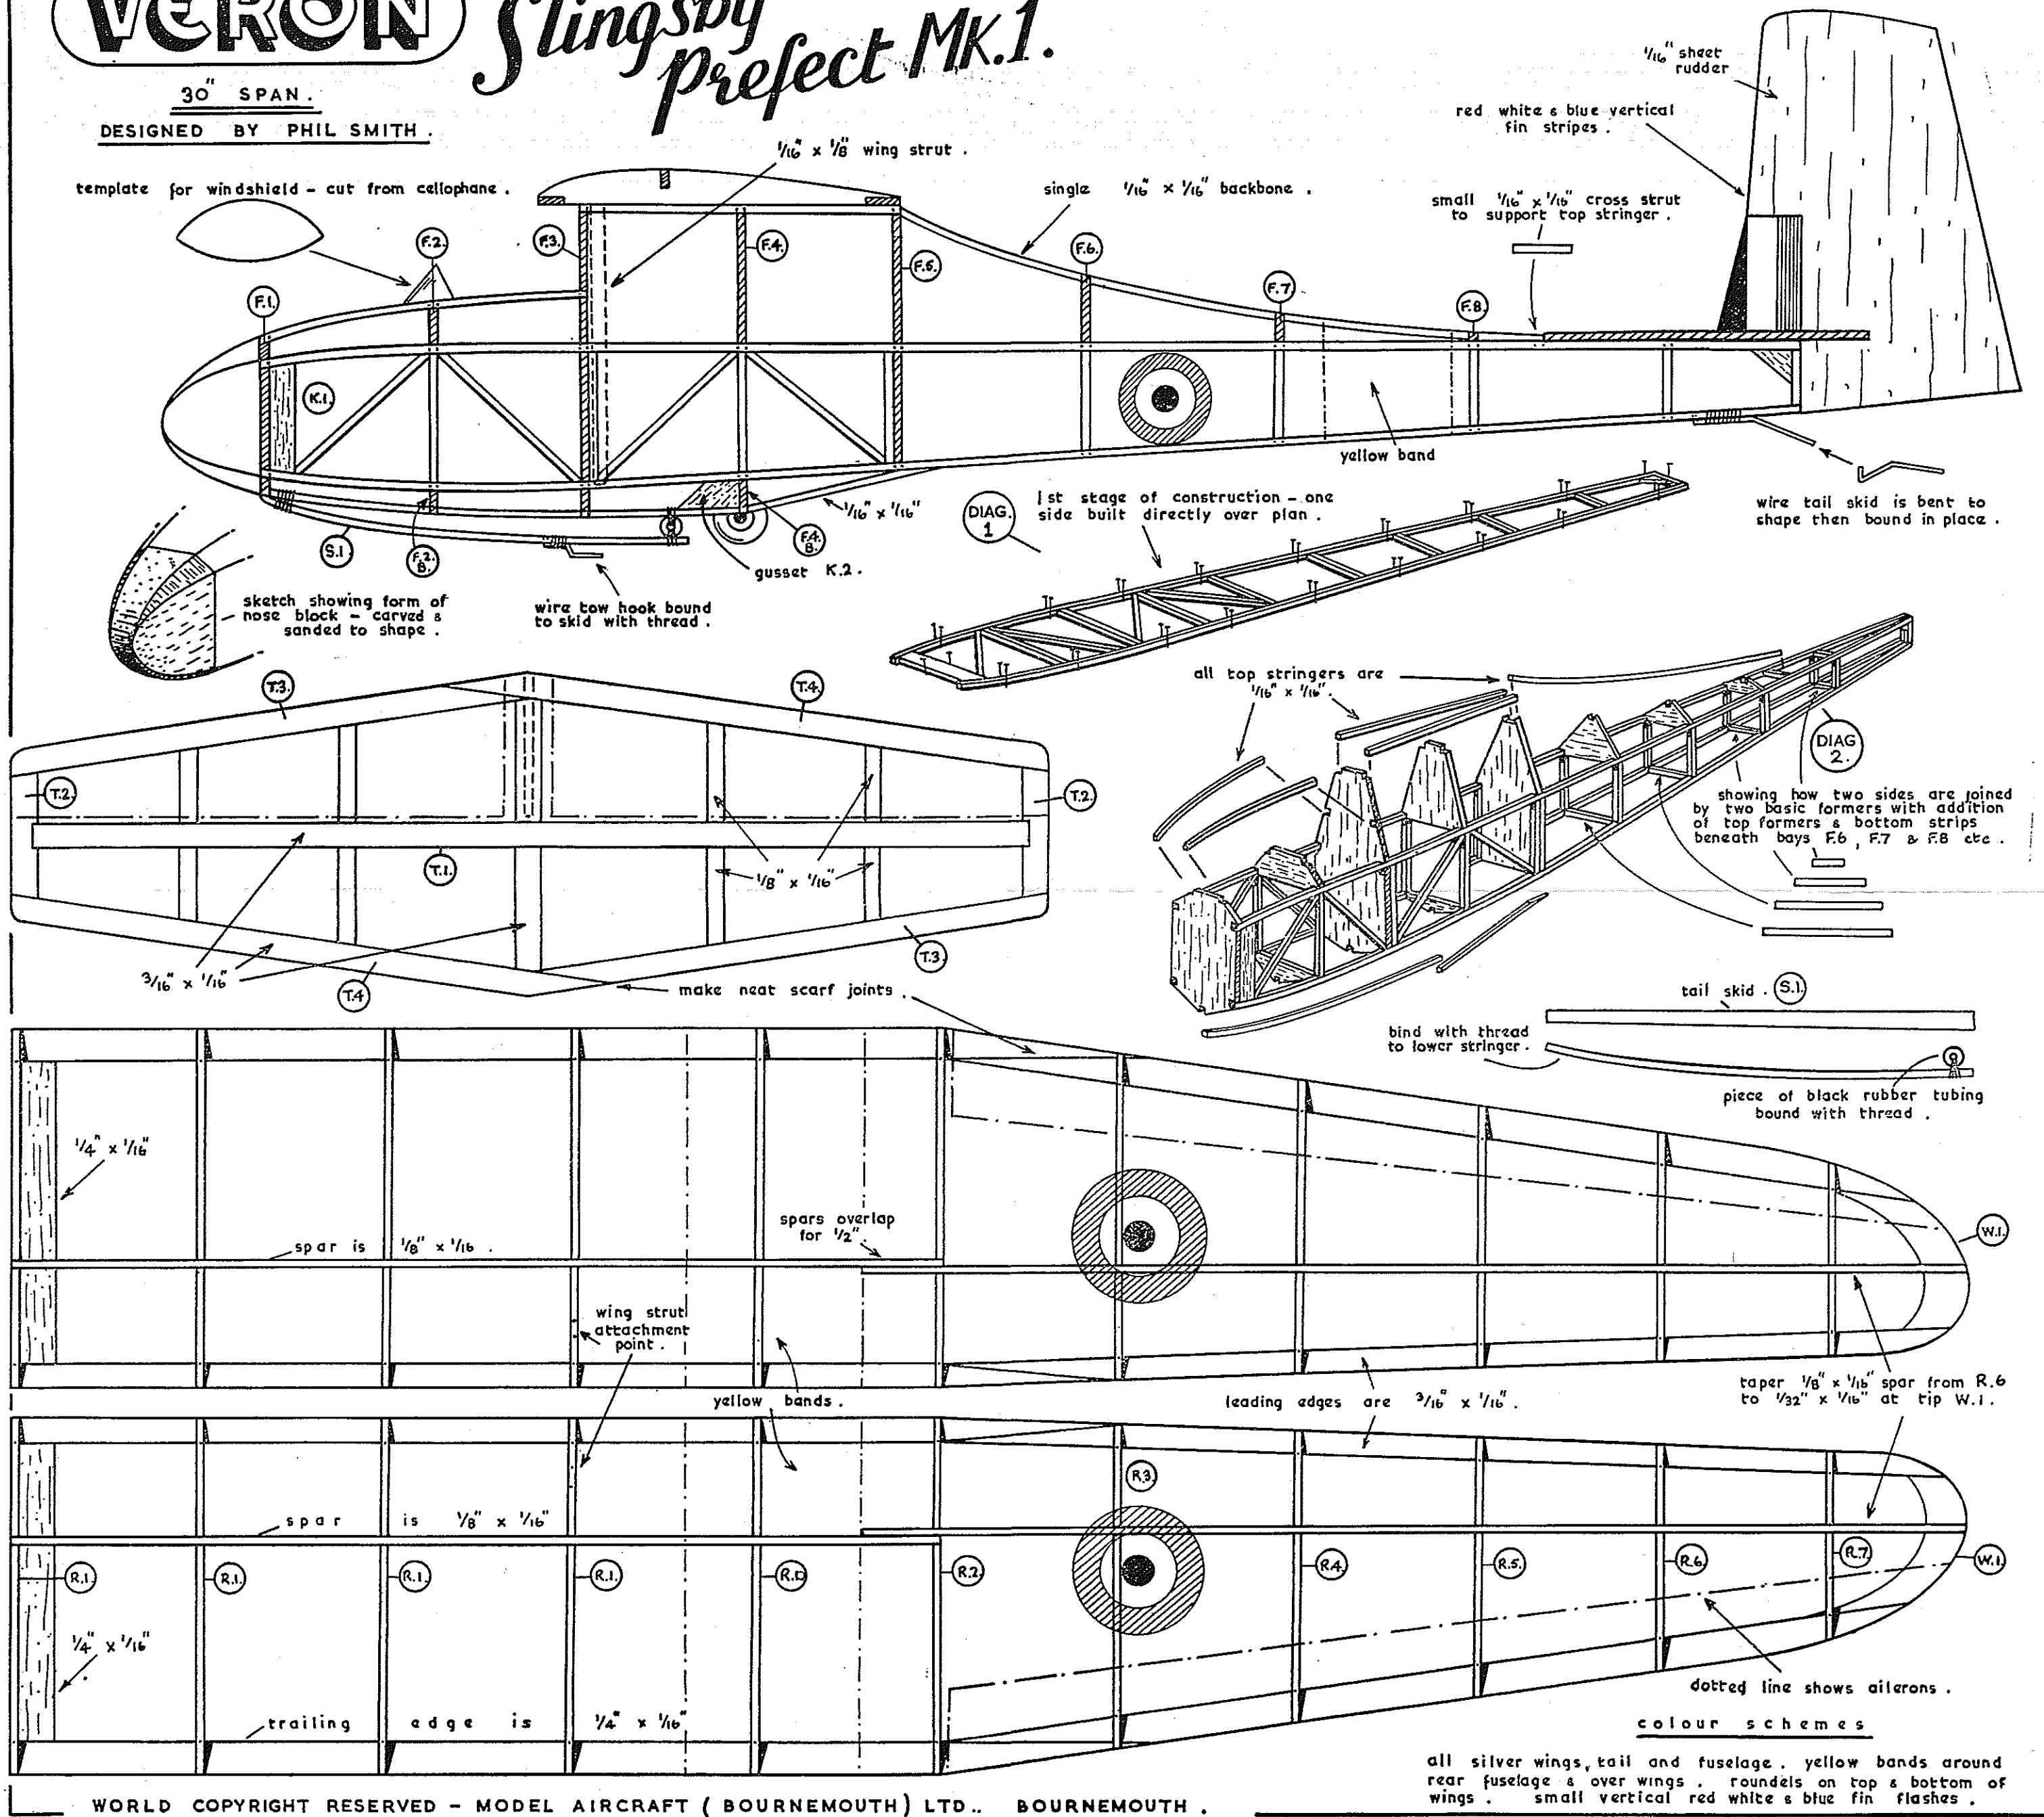 VERON
Slingsby
Prefect MK.1.
30" SPAN.
DESIGNED BY PHIL SMITH.
1/16" sheet
rudder
red white & blue vertical
fin stripes.
1/16" x 1/8" wing strut.
template for windshield – cut from cellophane.
single 1/16" x 1/16" backbone.
small 1/16" x 1/16" cross strut
to support top stringer.
F.1.
F.2.
F.3.
F.4.
F.5.
F.6.
F.7
F.8
K.1.
yellow band
S.1
F.2.
B.
F.4.
B.
1/16" x 1/16"
gusset K.2.
wire tail skid is bent to
shape then bound in place.
DIAG.
1
1st stage of construction – one
side built directly over plan.
sketch showing form of
nose block – carved &
sanded to shape.
wire tow hook bound
to skid with thread.
all top stringers are
1/16" x 1/16".
DIAG
2.
showing how two sides are joined
by two basic formers with addition
of top formers & bottom strips
beneath bays F.6, F.7 & F.8 etc.
T.3.
T.4.
T.2.
T.2.
T.1.
1/8" x 1/16"
T.3.
3/16" x 1/16"
T.4
make neat scarf joints.
tail skid. S.1.
bind with thread
to lower stringer.
piece of black rubber tubing
bound with thread.
1/4" x 1/16"
spar is 1/8" x 1/16.
spars overlap
for 1/2".
W.1.
wing strut
attachment
point.
yellow bands.
leading edges are 3/16" x 1/16".
taper 1/8" x 1/16" spar from R.6
to 1/32" x 1/16" at tip W.1.
R.3
spar is 1/8" x 1/16"
R.1.
R.1.
R.1.
R.1.
R.2.
R.4.
R.5.
R.6.
R.7.
W.1.
1/4" x 1/16"
dotted line shows ailerons.
trailing edge is 1/4" x 1/16"
colour schemes
all silver wings, tail and fuselage. yellow bands around
rear fuselage & over wings. roundels on top & bottom of
wings. small vertical red white & blue fin flashes.
WORLD COPYRIGHT RESERVED – MODEL AIRCRAFT (BOURNEMOUTH) LTD.. BOURNEMOUTH.